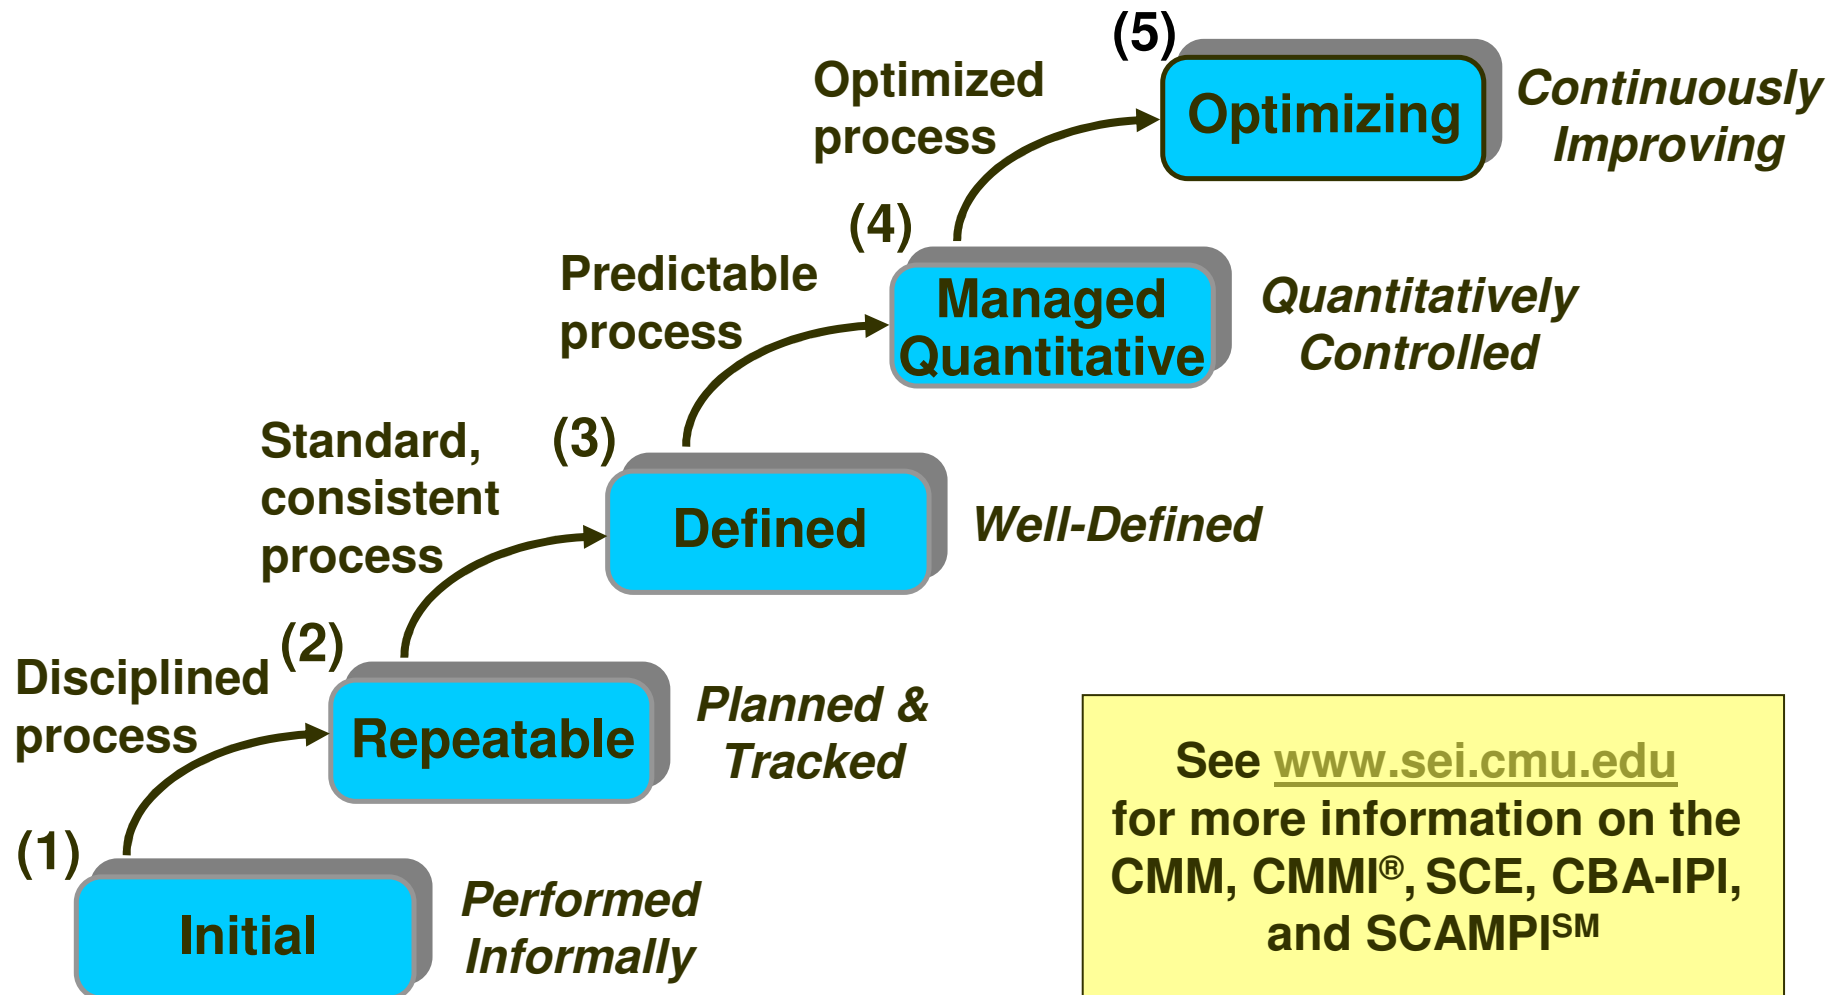 (5)
Optimized
process
Optimizing
Continuously
Improving
(4)
Predictable
process
Managed
Quantitative
Quantitatively
Controlled
(3)
Standard,
consistent
process
Defined
Well-Defined
(2)
Disciplined
process
Repeatable
Planned &
Tracked
(1)
Initial
Performed
Informally
See www.sei.cmu.edu
for more information on the
CMM, CMMI®, SCE, CBA-IPI,
and SCAMPI℠